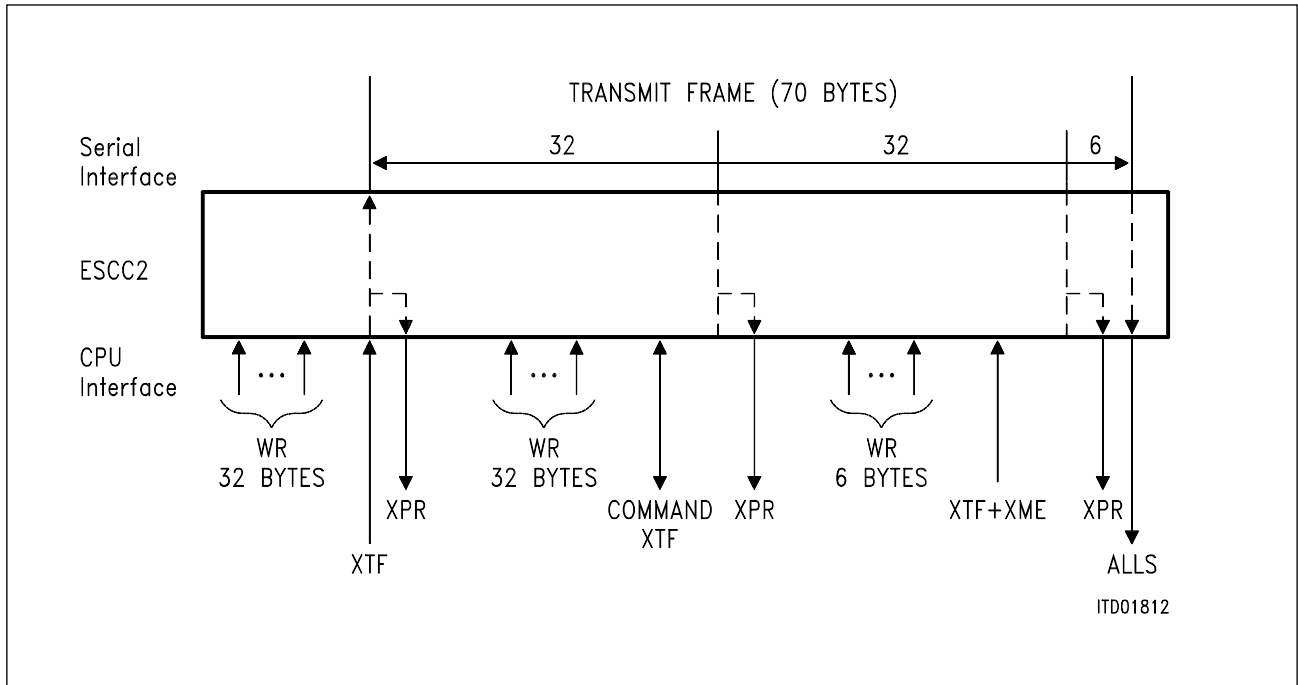 TRANSMIT FRAME (70 BYTES)
Serial
Interface
32
32
6
ESCC2
CPU
Interface
...
...
...
WR
32 BYTES
WR
32 BYTES
WR
6 BYTES
XPR
COMMAND
XTF
XPR
XTF+XME
XPR
XTF
ALLS
ITD01812